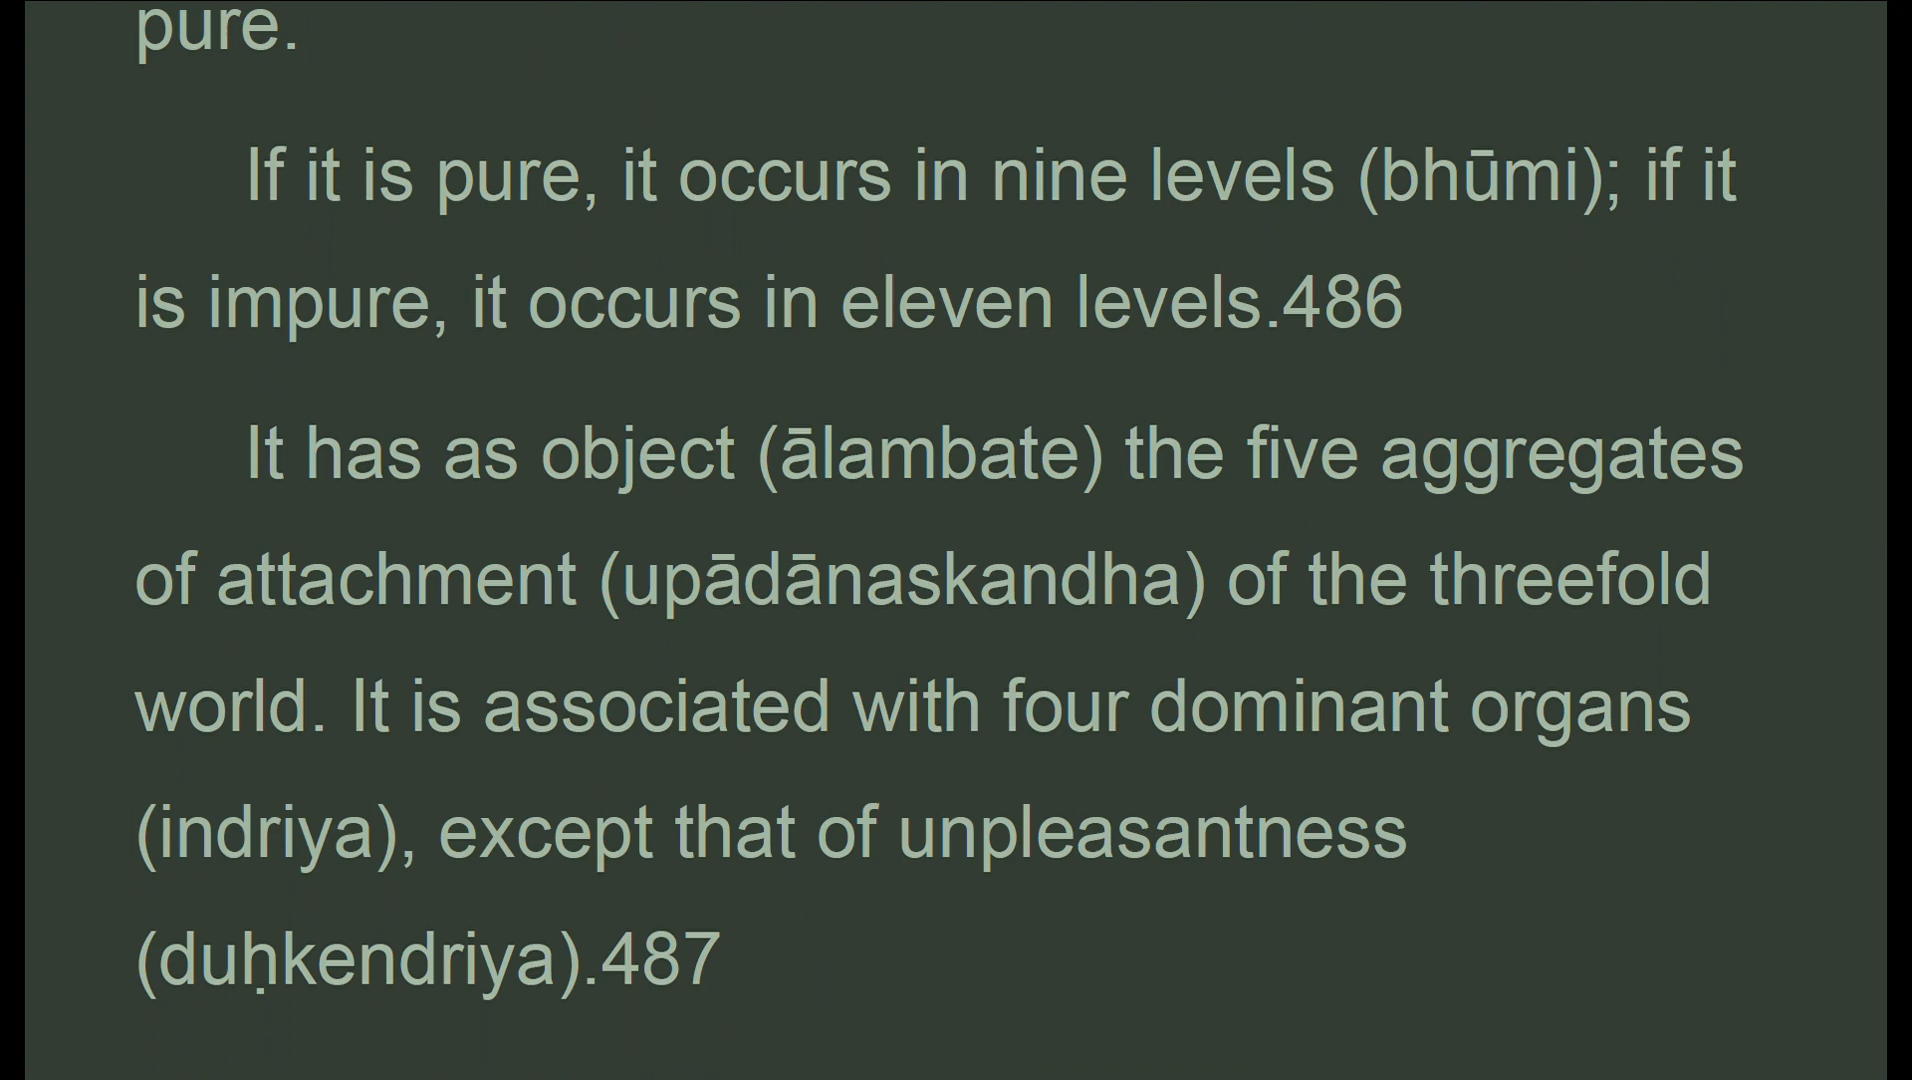 pure.
If it is pure, it occurs in nine levels (bhūmi); if it
is impure, it occurs in eleven levels.486
It has as object (ālambate) the five aggregates
of attachment (upādānaskandha) of the threefold
world. It is associated with four dominant organs
(indriya), except that of unpleasantness
(duḥkendriya).487